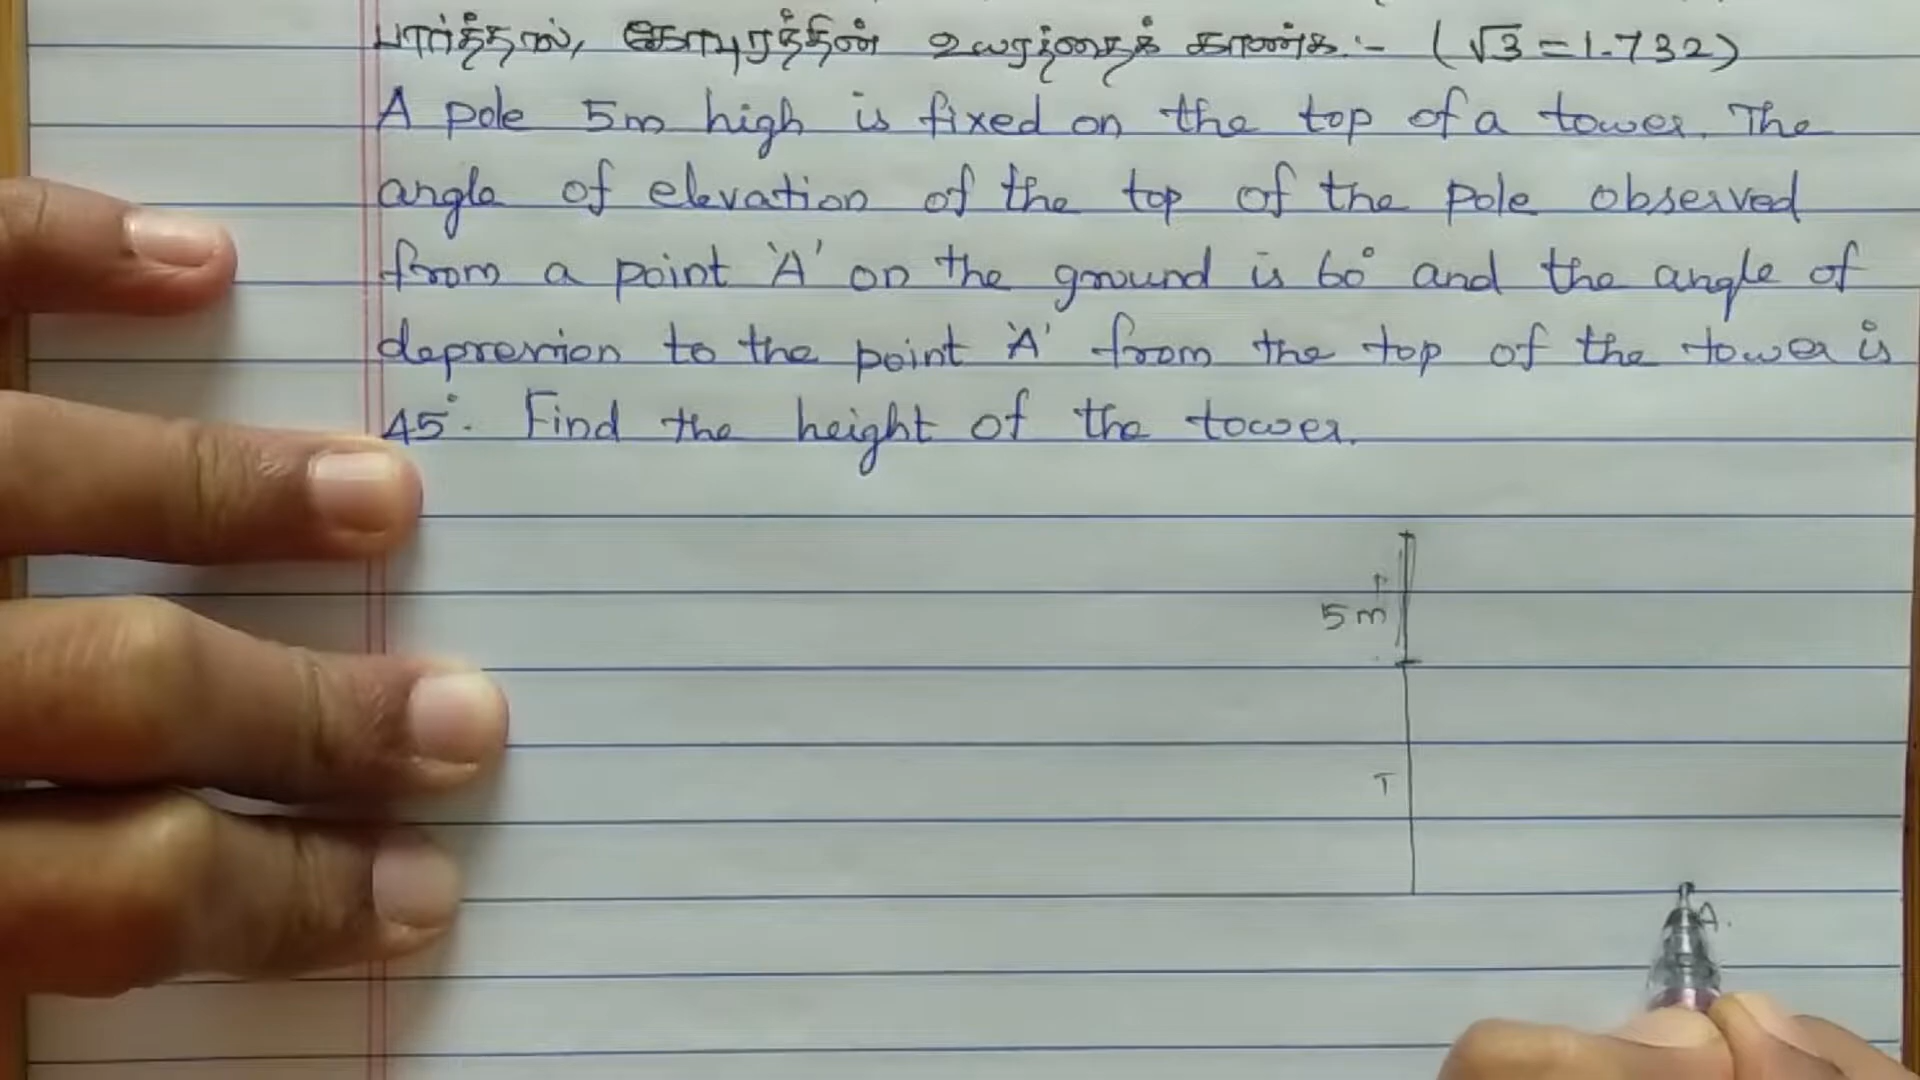 பார்த்தால், கோபுரத்தின் உயரத்தைக் காண்க :- ( √3 = 1.732)
A pole 5m high is fixed on the top of a tower. The
angle of elevation of the top of the pole observed
from a point 'A' on the ground is 60° and the angle of
depression to the point 'A' from the top of the tower is
45°. Find the height of the tower.
5m
T
A.